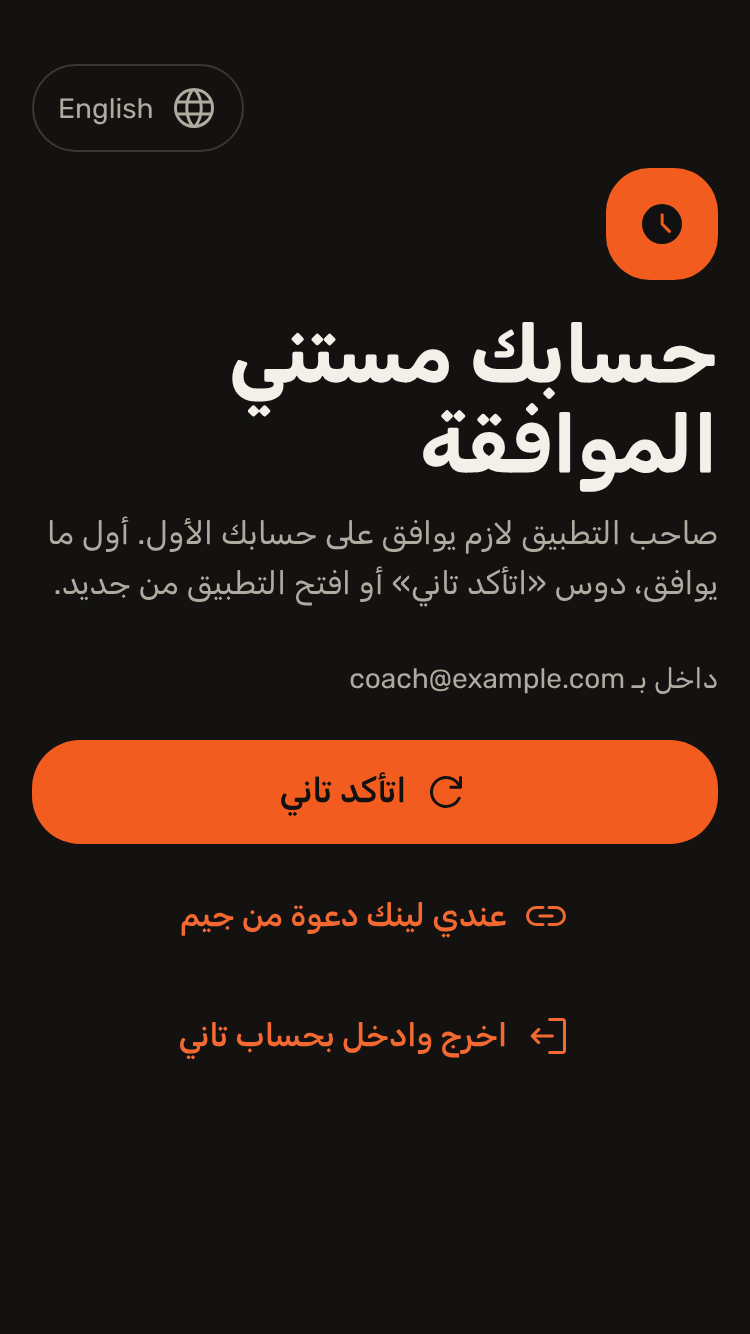 English
حسابك مستني
الموافقة
صاحب التطبيق لازم يوافق على حسابك الأول. أول ما
يوافق، دوس «اتأكد تاني» أو افتح التطبيق من جديد.
داخل بـ coach@example.com
اتأكد تاني
عندي لينك دعوة من جيم
اخرج وادخل بحساب تاني